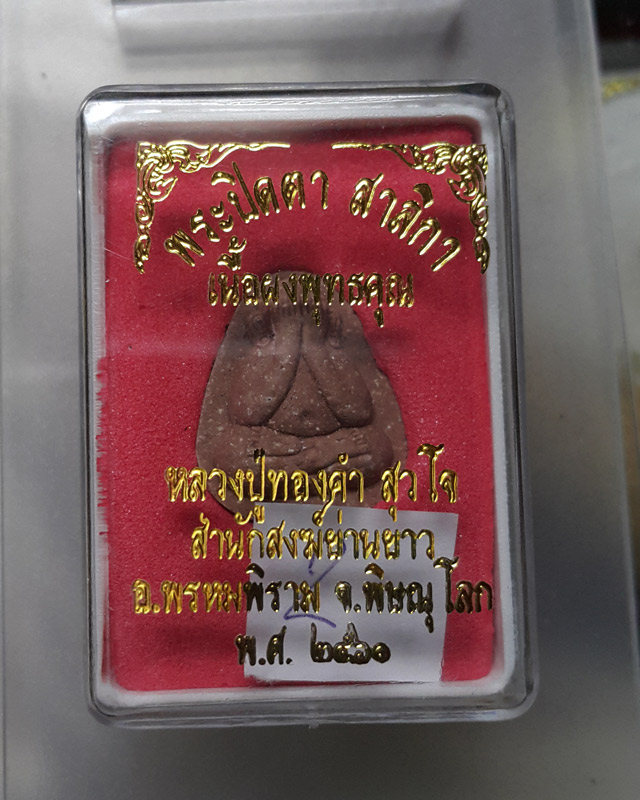 พระปิดตา สาลิกา
เนื้อผงพุทธคุณ
หลวงปู่ทองคำ สุวโจ
สำนักสงฆ์ย่านยาว
อ.พรหมพิราม จ.พิษณุโลก
พ.ศ. ๒๕๖๑